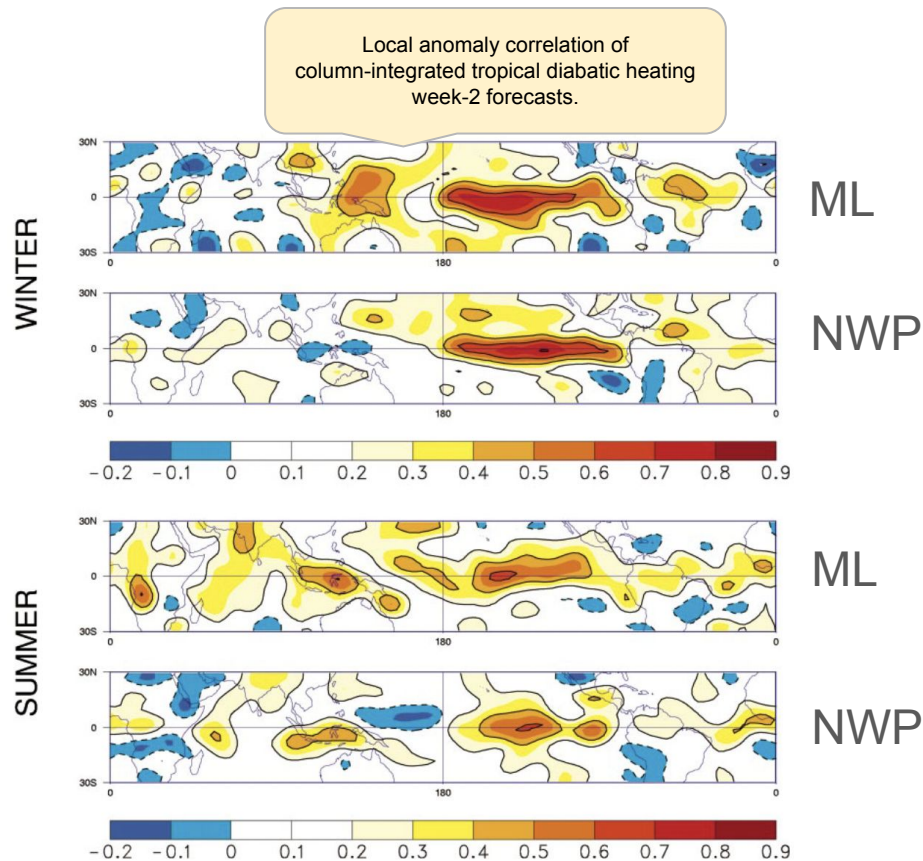 Local anomaly correlation of
column-integrated tropical diabatic heating
week-2 forecasts.
WINTER
30N
0
30S
0
180
0
ML
30N
0
30S
0
180
0
NWP
-0.2 -0.1 0 0.1 0.2 0.3 0.4 0.5 0.6 0.7 0.8 0.9
SUMMER
30N
0
30S
0
180
0
ML
30N
0
30S
0
180
0
NWP
-0.2 -0.1 0 0.1 0.2 0.3 0.4 0.5 0.6 0.7 0.8 0.9